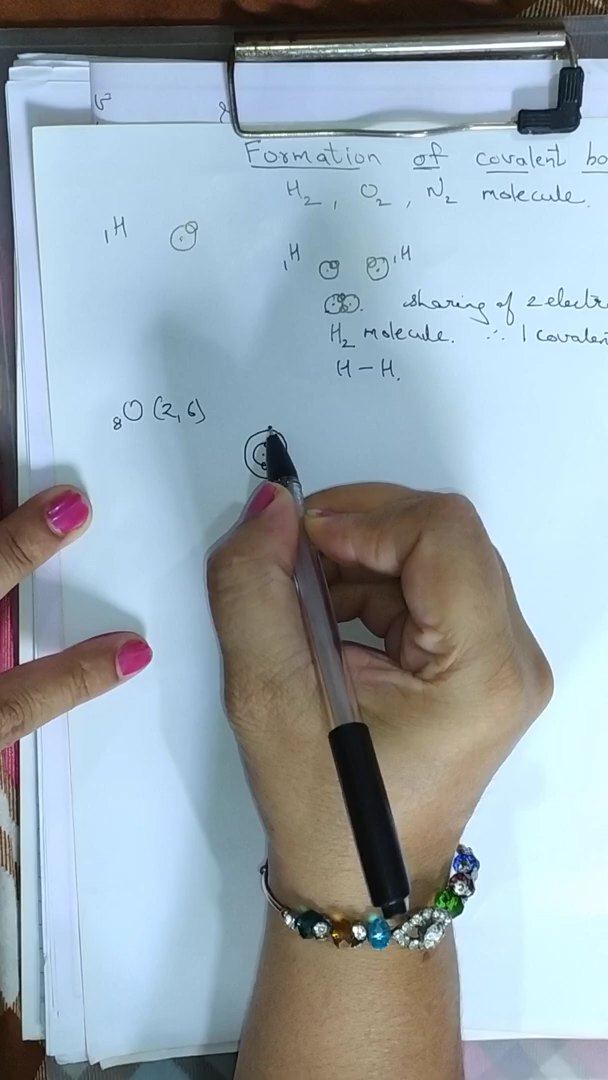 Formation of covalent bo
H2, O2, N2 molecule.
1H
1H 1H
sharing of 2 electr
H2 molecule. ∴ 1 covalen
H – H.
8O (2,6)